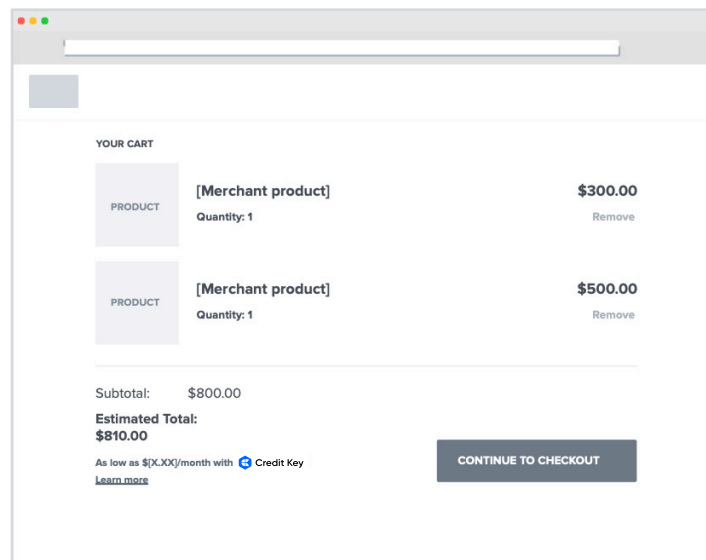 YOUR CART
PRODUCT
[Merchant product]
$300.00
Quantity: 1
Remove
PRODUCT
[Merchant product]
$500.00
Quantity: 1
Remove
Subtotal: $800.00
Estimated Total:
$810.00
As low as $[X.XX]/month with Credit Key
Learn more
CONTINUE TO CHECKOUT